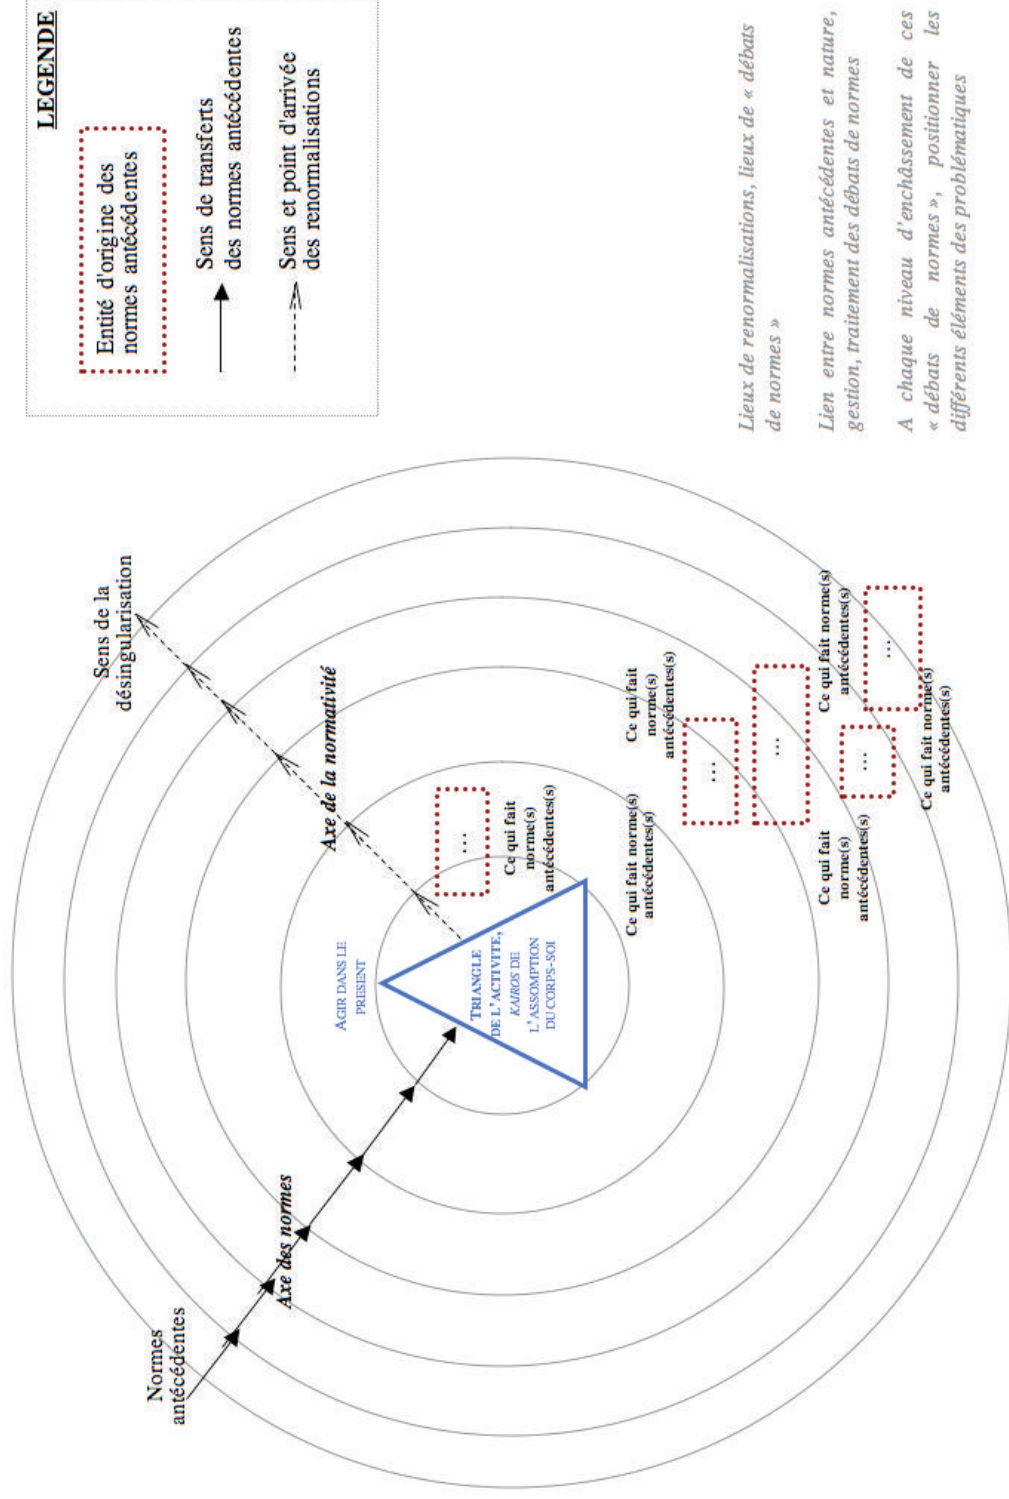 LEGENDE
Entité d'origine des
normes antécédentes
Sens de transferts
des normes antécédentes
Sens et point d'arrivée
des renormalisations
Normes
antécédentes
Axe des normes
Sens de la
désingularisation
Axe de la normativité
AGIR DANS LE
PRESENT
TRIANGLE
DE L'ACTIVITE,
KAIROS DE
L'ASSOMPTION
DU CORPS-SOI
...
Ce qui fait
norme(s)
antécédentes(s)
Ce qui fait norme(s)
antécédentes(s)
Ce qui fait
norme(s)
antécédentes(s)
...
...
Ce qui fait
norme(s)
antécédentes(s)
Ce qui fait norme(s)
antécédentes(s)
...
...
Ce qui fait norme(s)
antécédentes(s)
Lieux de renormalisations, lieux de « débats
de normes »
Lien entre normes antécédentes et nature,
gestion, traitement des débats de normes
A chaque niveau d'enchâssement de ces
« débats de normes », positionner les
différents éléments des problématiques